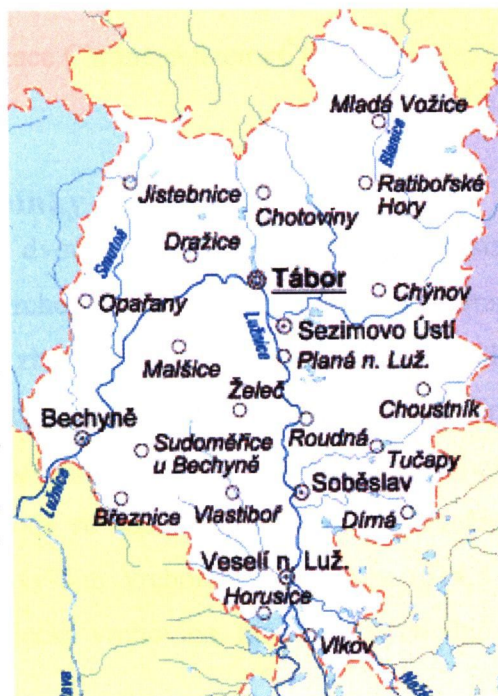 Mladá Vožice
Blanice
Jistebnice
Chotoviny
Ratibořské
Hory
Smutná
Dražice
Tábor
Chýnov
Opařany
Lužnice
Sezimovo Ústí
Malšice
Planá n. Luž.
Želeč
Choustník
Bechyně
Sudoměřice
u Bechyně
Roudná
Tučapy
Lužnice
Soběslav
Březnice
Vlastiboř
Dírná
Veselí n. Luž.
Horusice
Vlkov